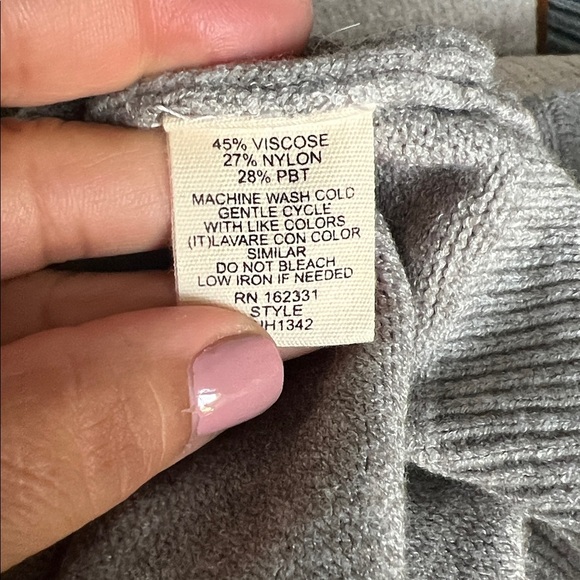 45% VISCOSE
27% NYLON
28% PBT
MACHINE WASH COLD
GENTLE CYCLE
WITH LIKE COLORS
(IT)LAVARE CON COLOR
SIMILAR
DO NOT BLEACH
LOW IRON IF NEEDED
RN 162331
STYLE